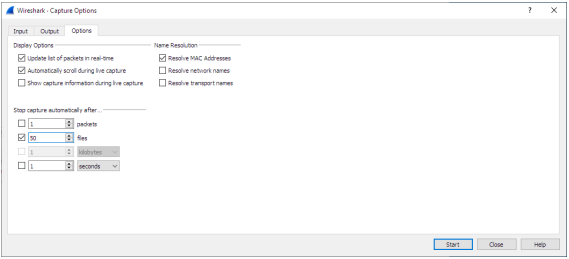 Wireshark · Capture Options
Input Output Options
Display Options
Update list of packets in real-time
Automatically scroll during live capture
Show capture information during live capture
Name Resolution
Resolve MAC Addresses
Resolve network names
Resolve transport names
Stop capture automatically after...
1 packets
50 files
1 kilobytes
1 seconds
Start Close Help